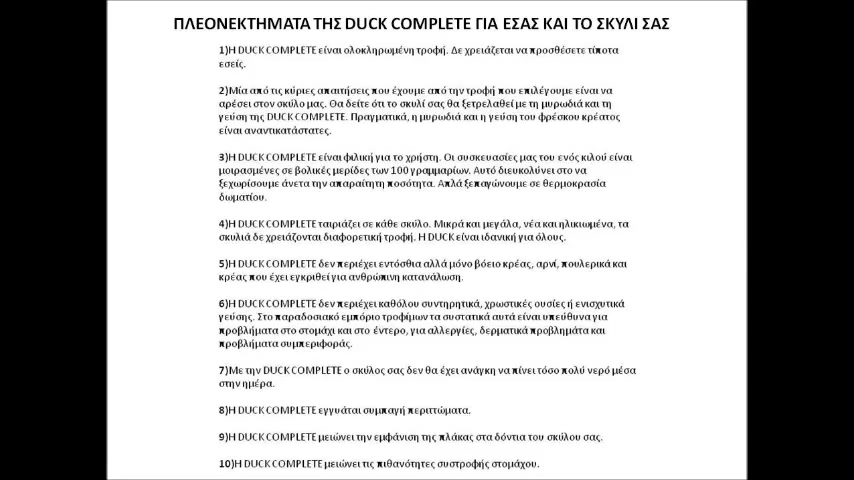 ΠΛΕΟΝΕΚΤΗΜΑΤΑ ΤΗΣ DUCK COMPLETE ΓΙΑ ΕΣΑΣ ΚΑΙ ΤΟ ΣΚΥΛΙ ΣΑΣ
1)Η DUCK COMPLETE είναι ολοκληρωμένη τροφή. Δε χρειάζεται να προσθέσετε τίποτα
εσείς.
2)Μία από τις κύριες απαιτήσεις που έχουμε από την τροφή που επιλέγουμε είναι να
αρέσει στον σκύλο μας. Θα δείτε ότι το σκυλί σας θα ξετρελαθεί με τη μυρωδιά και τη
γεύση της DUCK COMPLETE. Πραγματικά, η μυρωδιά και η γεύση του φρέσκου κρέατος
είναι αναντικατάστατες.
3)Η DUCK COMPLETE είναι φιλική για το χρήστη. Οι συσκευασίες μας του ενός κιλού είναι
μοιρασμένες σε βολικές μερίδες των 100 γραμμαρίων. Αυτό διευκολύνει στο να
ξεχωρίσουμε άνετα την απαραίτητη ποσότητα. Απλά ξεπαγώνουμε σε θερμοκρασία
δωματίου.
4)Η DUCK COMPLETE ταιριάζει σε κάθε σκύλο. Μικρά και μεγάλα, νέα και ηλικιωμένα, τα
σκυλιά δε χρειάζονται διαφορετική τροφή. Η DUCK είναι ιδανική για όλους.
5)Η DUCK COMPLETE δεν περιέχει εντόσθια αλλά μόνο βόειο κρέας, αρνί, πουλερικά και
κρέας που έχει εγκριθεί για ανθρώπινη κατανάλωση.
6)Η DUCK COMPLETE δεν περιέχει καθόλου συντηρητικά, χρωστικές ουσίες ή ενισχυτικά
γεύσης. Στο παραδοσιακό εμπόριο τροφίμων τα συστατικά αυτά είναι υπεύθυνα για
προβλήματα στο στομάχι και στο έντερο, για αλλεργίες, δερματικά προβλημάτα και
προβλήματα συμπεριφοράς.
7)Με την DUCK COMPLETE ο σκύλος σας δεν θα έχει ανάγκη να πίνει τόσο πολύ νερό μέσα
στην ημέρα.
8)Η DUCK COMPLETE εγγυάται συμπαγή περιττώματα.
9)Η DUCK COMPLETE μειώνει την εμφάνιση της πλάκας στα δόντια του σκύλου σας.
10)Η DUCK COMPLETE μειώνει τις πιθανότητες συστροφής στομάχου.